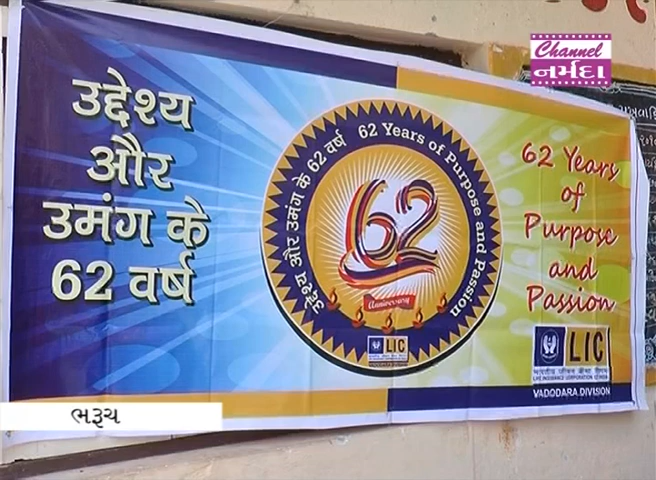 Channel
નર્મદા
उद्देश्य
और
उमंग के
62 वर्ष
उद्देश्य और उमंग के 62 वर्ष 62 Years of Purpose and Passion
62
Anniversary
LIC
62 Years
of
Purpose
and
Passion
LIC
भारतीय जीवन बीमा निगम
LIFE INSURANCE CORPORATION OF INDIA
VADODARA DIVISION
ભરૂચ